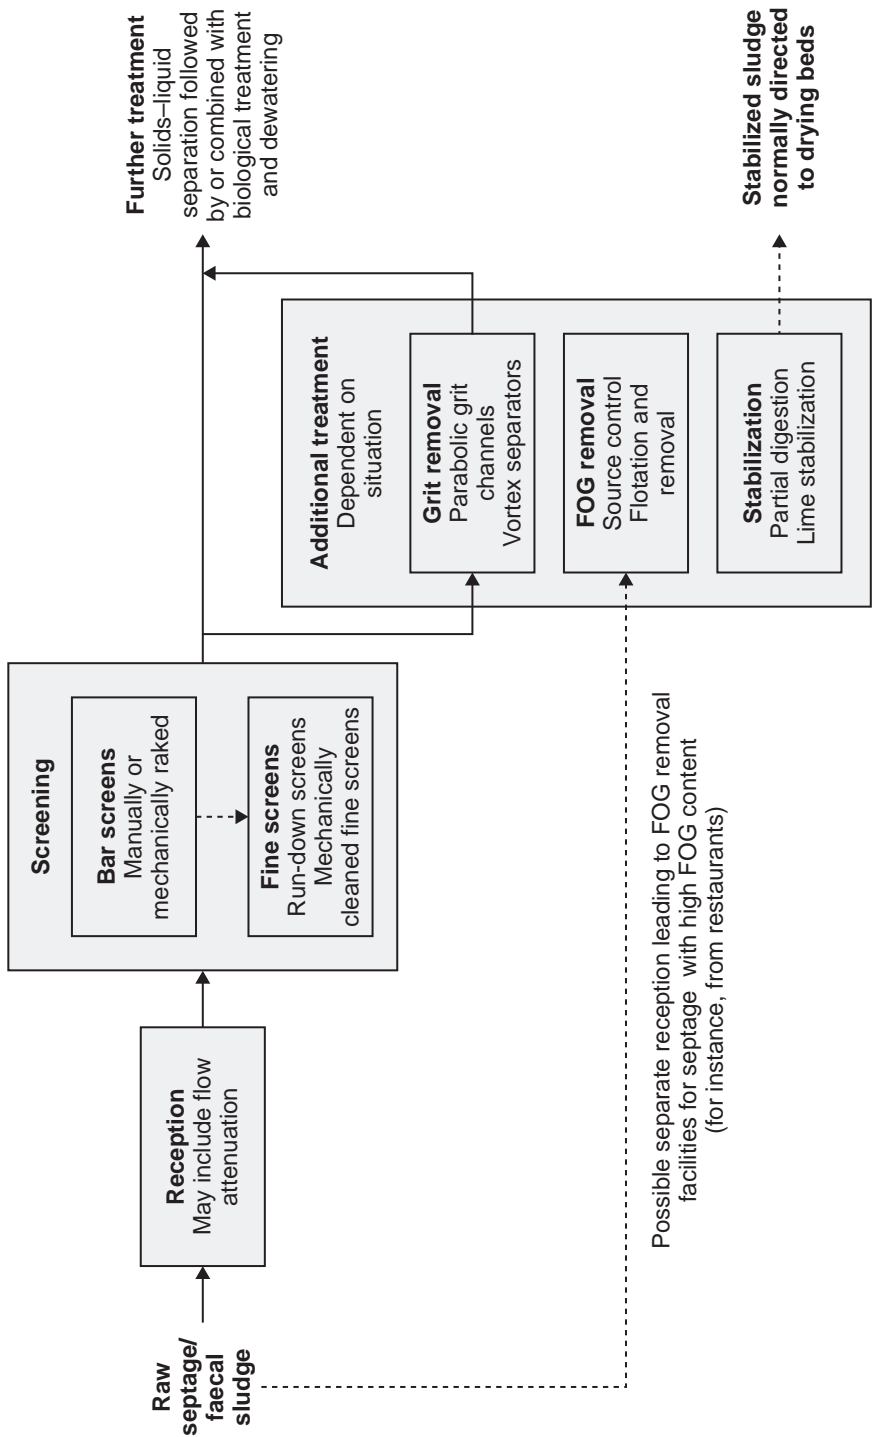 Raw
septage/
faecal
sludge
Reception
May include flow
attenuation
Screening
Bar screens
Manually or
mechanically raked
Fine screens
Run-down screens
Mechanically
cleaned fine screens
Further treatment
Solids–liquid
separation followed
by or combined with
biological treatment
and dewatering
Additional treatment
Dependent on
situation
Grit removal
Parabolic grit
channels
Vortex separators
FOG removal
Source control
Flotation and
removal
Stabilization
Partial digestion
Lime stabilization
Stabilized sludge
normally directed
to drying beds
Possible separate reception leading to FOG removal
facilities for septage with high FOG content
(for instance, from restaurants)